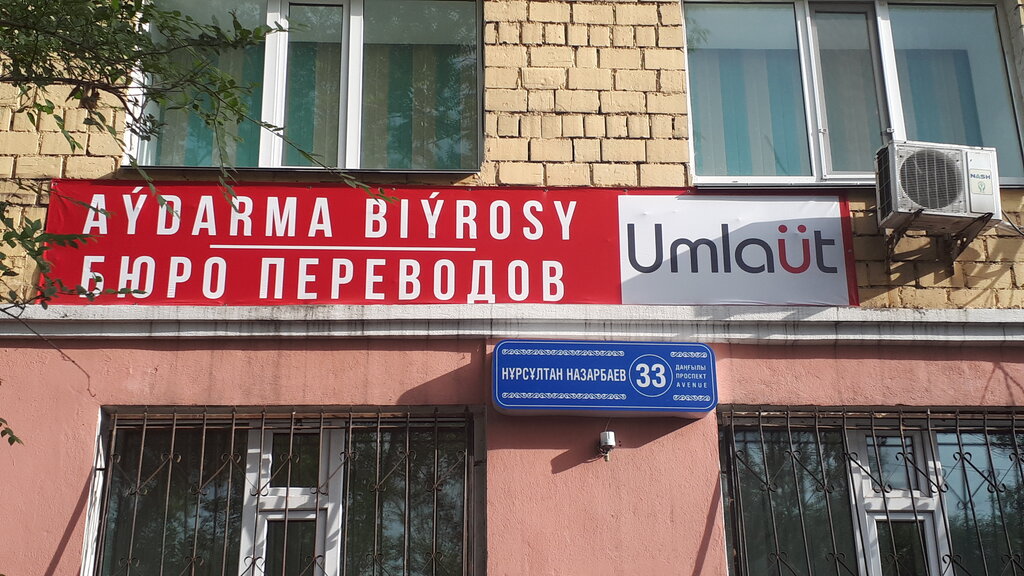 AÝDARMA BIÝROSY
БЮРО ПЕРЕВОДОВ
Umlaüt
NASH
НҰРСҰЛТАН НАЗАРБАЕВ 33
ДАҢҒЫЛЫ
ПРОСПЕКТ
AVENUE